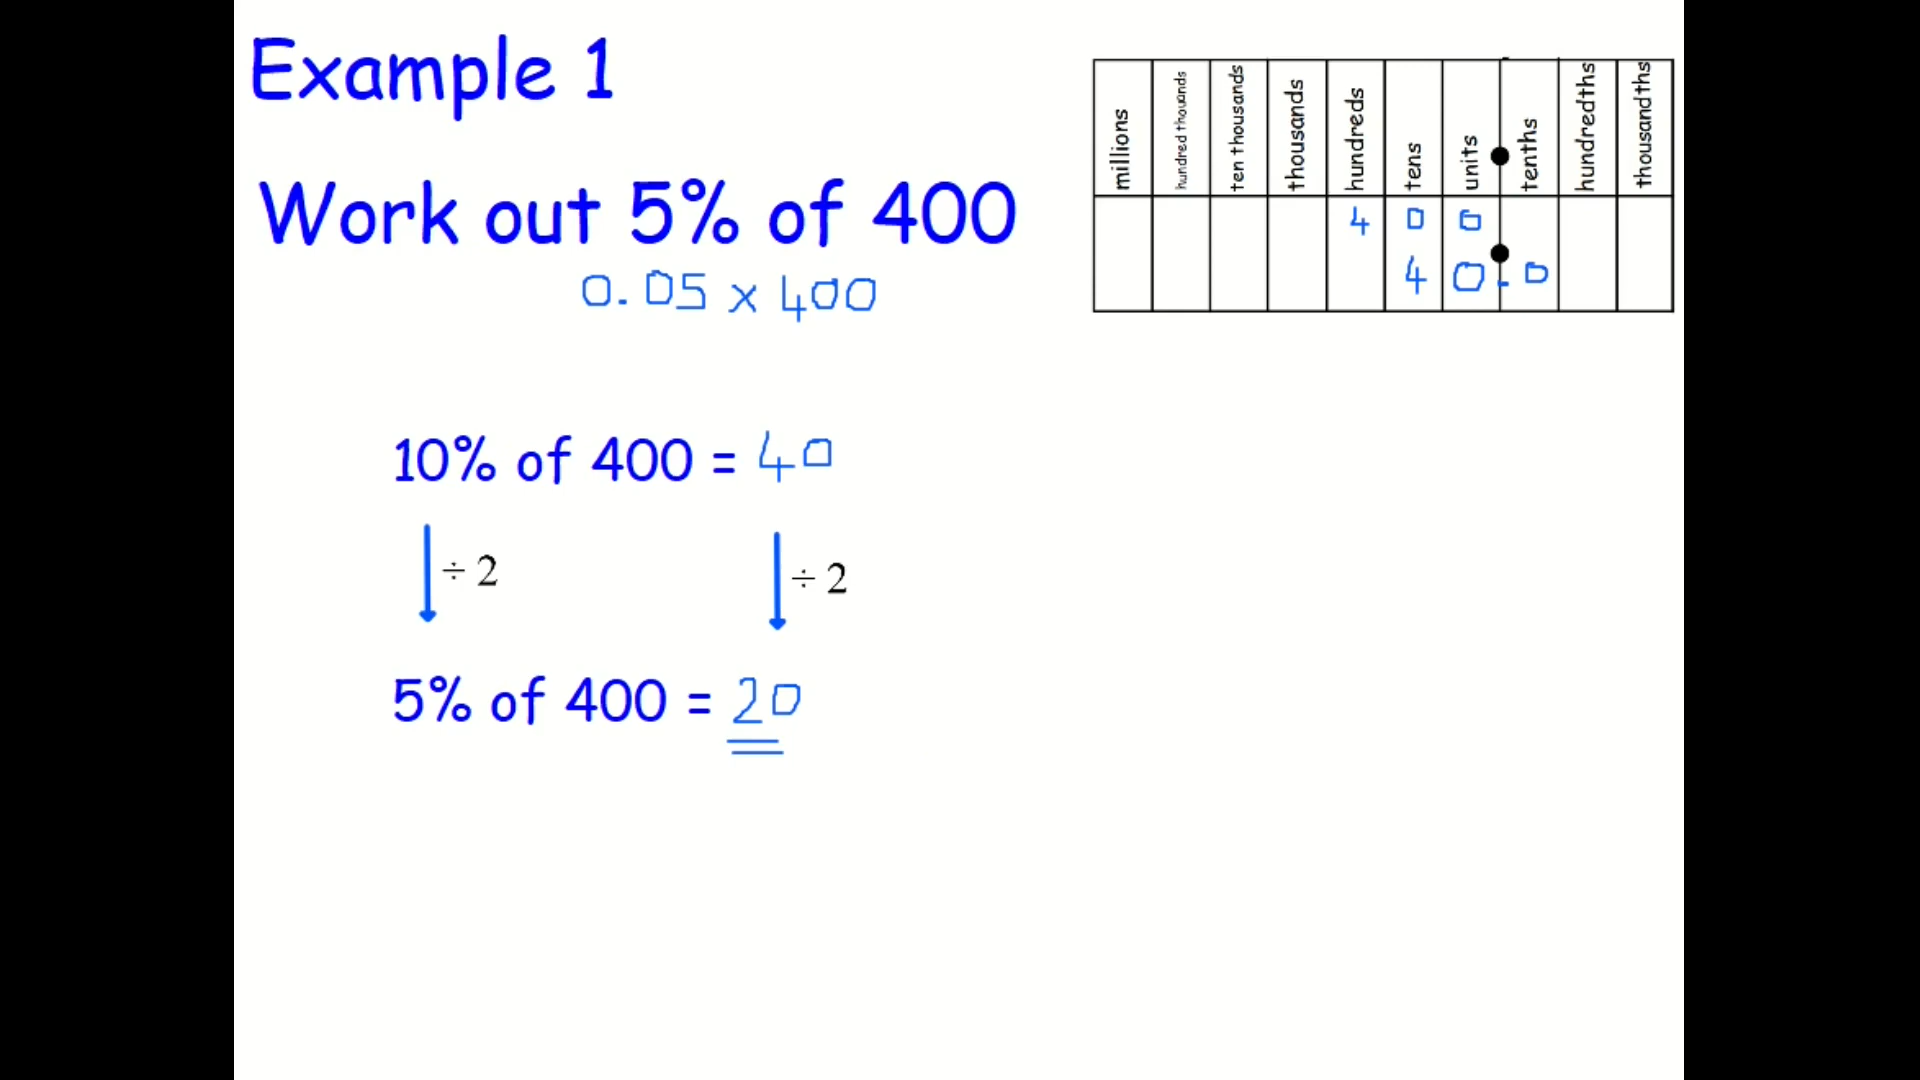 Example 1
Work out 5% of 400
0.05 x 400
millions
hundred thouands
ten thousands
thousands
hundreds
tens
units
tenths
hundredths
thousandths
4 0 0
4 0 . 0
10% of 400 = 40
÷ 2 ÷ 2
5% of 400 = 20